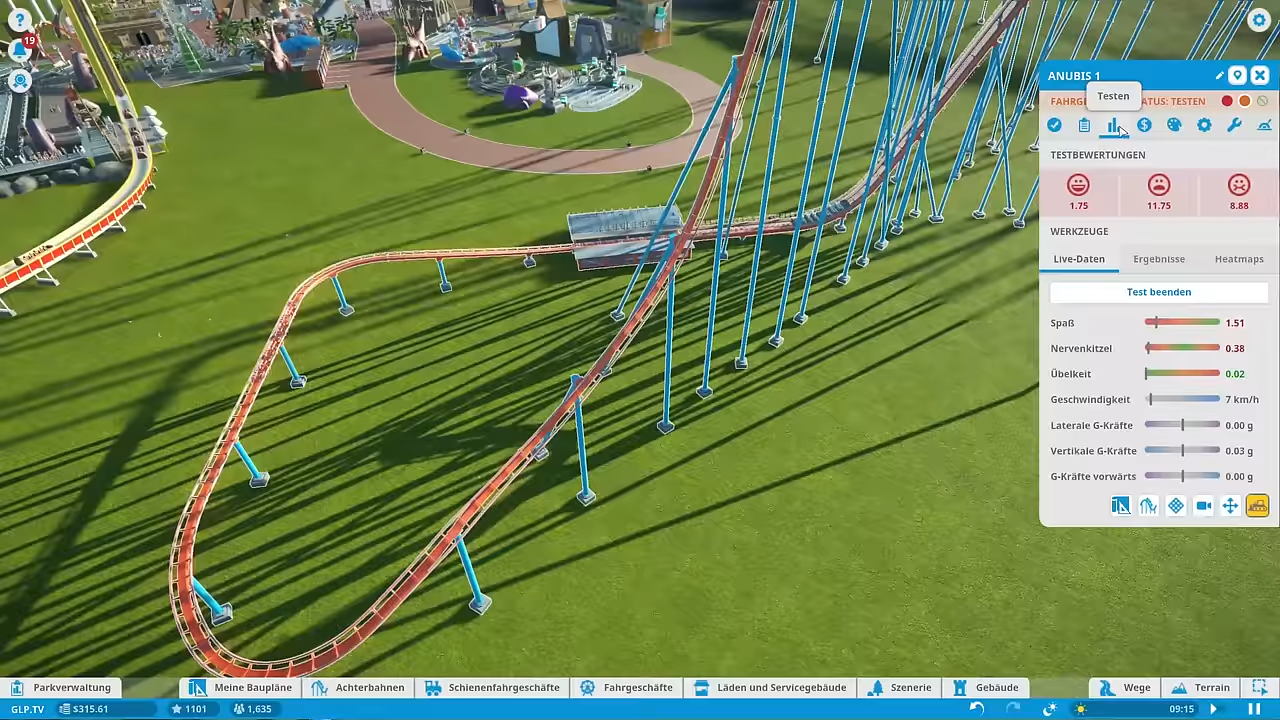 ?
19
ANUBIS 1
FAHRGE
ATUS: TESTEN
Testen
$
TESTBEWERTUNGEN
1.75 11.75 8.88
WERKZEUGE
Live-Daten Ergebnisse Heatmaps
Test beenden
Spaß 1.51
Nervenkitzel 0.38
Übelkeit 0.02
Geschwindigkeit 7 km/h
Laterale G-Kräfte 0.00 g
Vertikale G-Kräfte 0.03 g
G-Kräfte vorwärts 0.00 g
Parkverwaltung Meine Baupläne Achterbahnen Schienenfahrgeschäfte Fahrgeschäfte Läden und Servicegebäude Szenerie Gebäude Wege Terrain
GLP.TV $315.61 1101 1,635 09:15